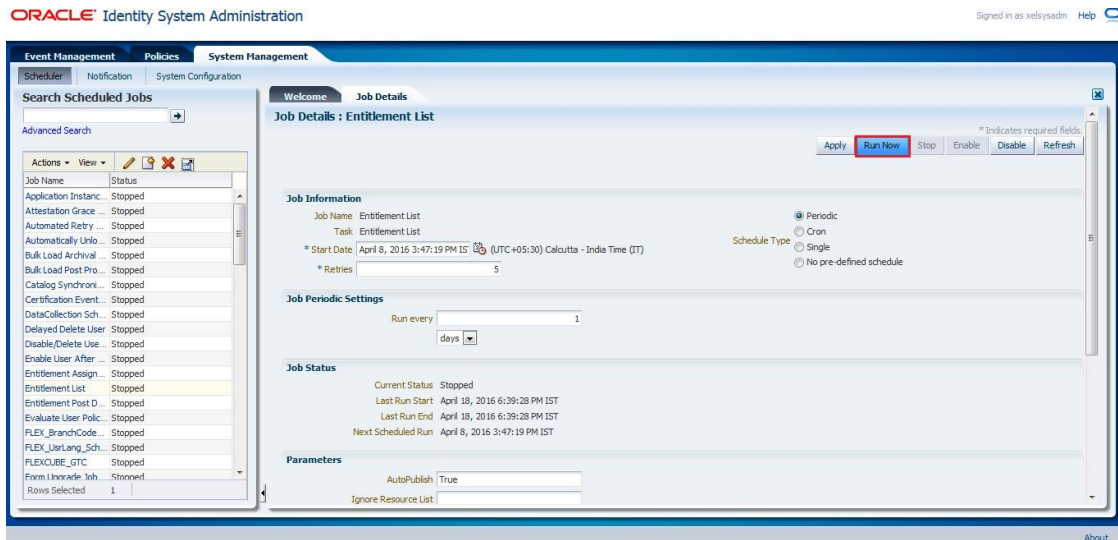 ORACLE Identity System Administration
Signed in as xelsysadm Help
Event Management Policies System Management
Scheduler Notification System Configuration
Search Scheduled Jobs
Advanced Search
Actions View
Job Name Status
Application Instanc... Stopped
Attestation Grace ... Stopped
Automated Retry ... Stopped
Automatically Unlo... Stopped
Bulk Load Archival ... Stopped
Bulk Load Post Pro... Stopped
Catalog Synchroni... Stopped
Certification Event... Stopped
DataCollection Sch... Stopped
Delayed Delete User Stopped
Disable/Delete Use... Stopped
Enable User After ... Stopped
Entitlement Assign... Stopped
Entitlement List Stopped
Entitlement Post D... Stopped
Evaluate User Polic... Stopped
FLEX_BranchCode... Stopped
FLEX_UsrLang_Sch... Stopped
FLEXCUBE_GTC Stopped
Form Upgrade Job Stopped
Rows Selected 1
Welcome Job Details
Job Details : Entitlement List
* Indicates required fields.
Apply Run Now Stop Enable Disable Refresh
Job Information
Job Name Entitlement List
Task Entitlement List
* Start Date April 8, 2016 3:47:19 PM IS (UTC+05:30) Calcutta - India Time (IT)
* Retries 5
Schedule Type
Periodic
Cron
Single
No pre-defined schedule
Job Periodic Settings
Run every 1
days
Job Status
Current Status Stopped
Last Run Start April 18, 2016 6:39:28 PM IST
Last Run End April 18, 2016 6:39:28 PM IST
Next Scheduled Run April 8, 2016 3:47:19 PM IST
Parameters
AutoPublish True
Ignore Resource List
About